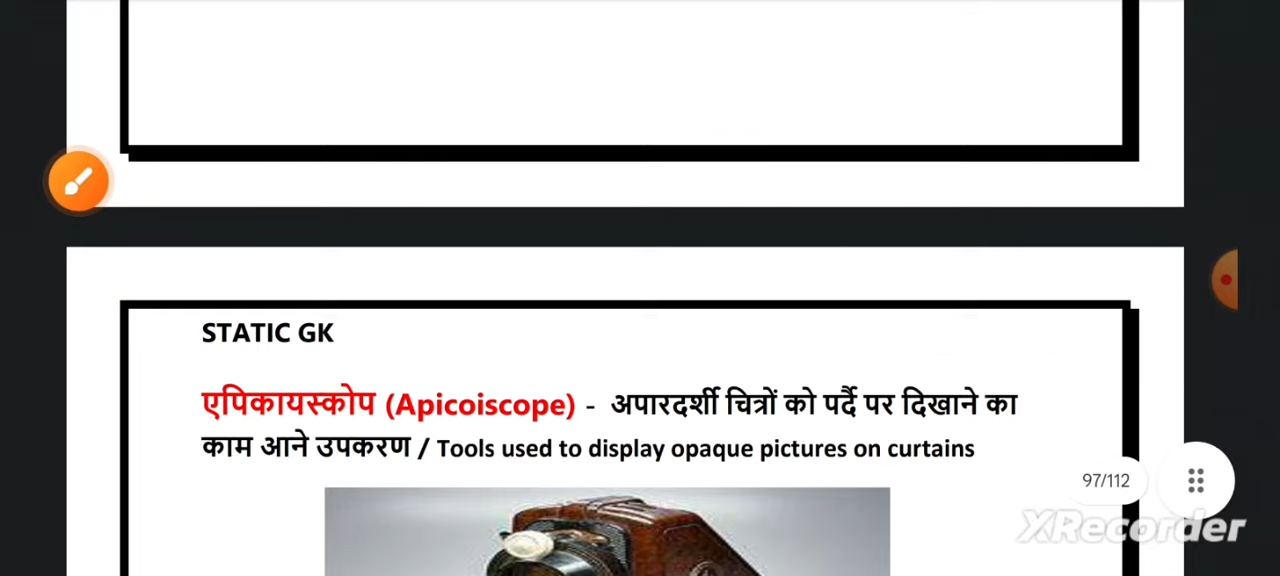 STATIC GK
एपिकायस्कोप (Apicoiscope) - अपारदर्शी चित्रों को पर्दै पर दिखाने का
काम आने उपकरण / Tools used to display opaque pictures on curtains
97/112
XRecorder